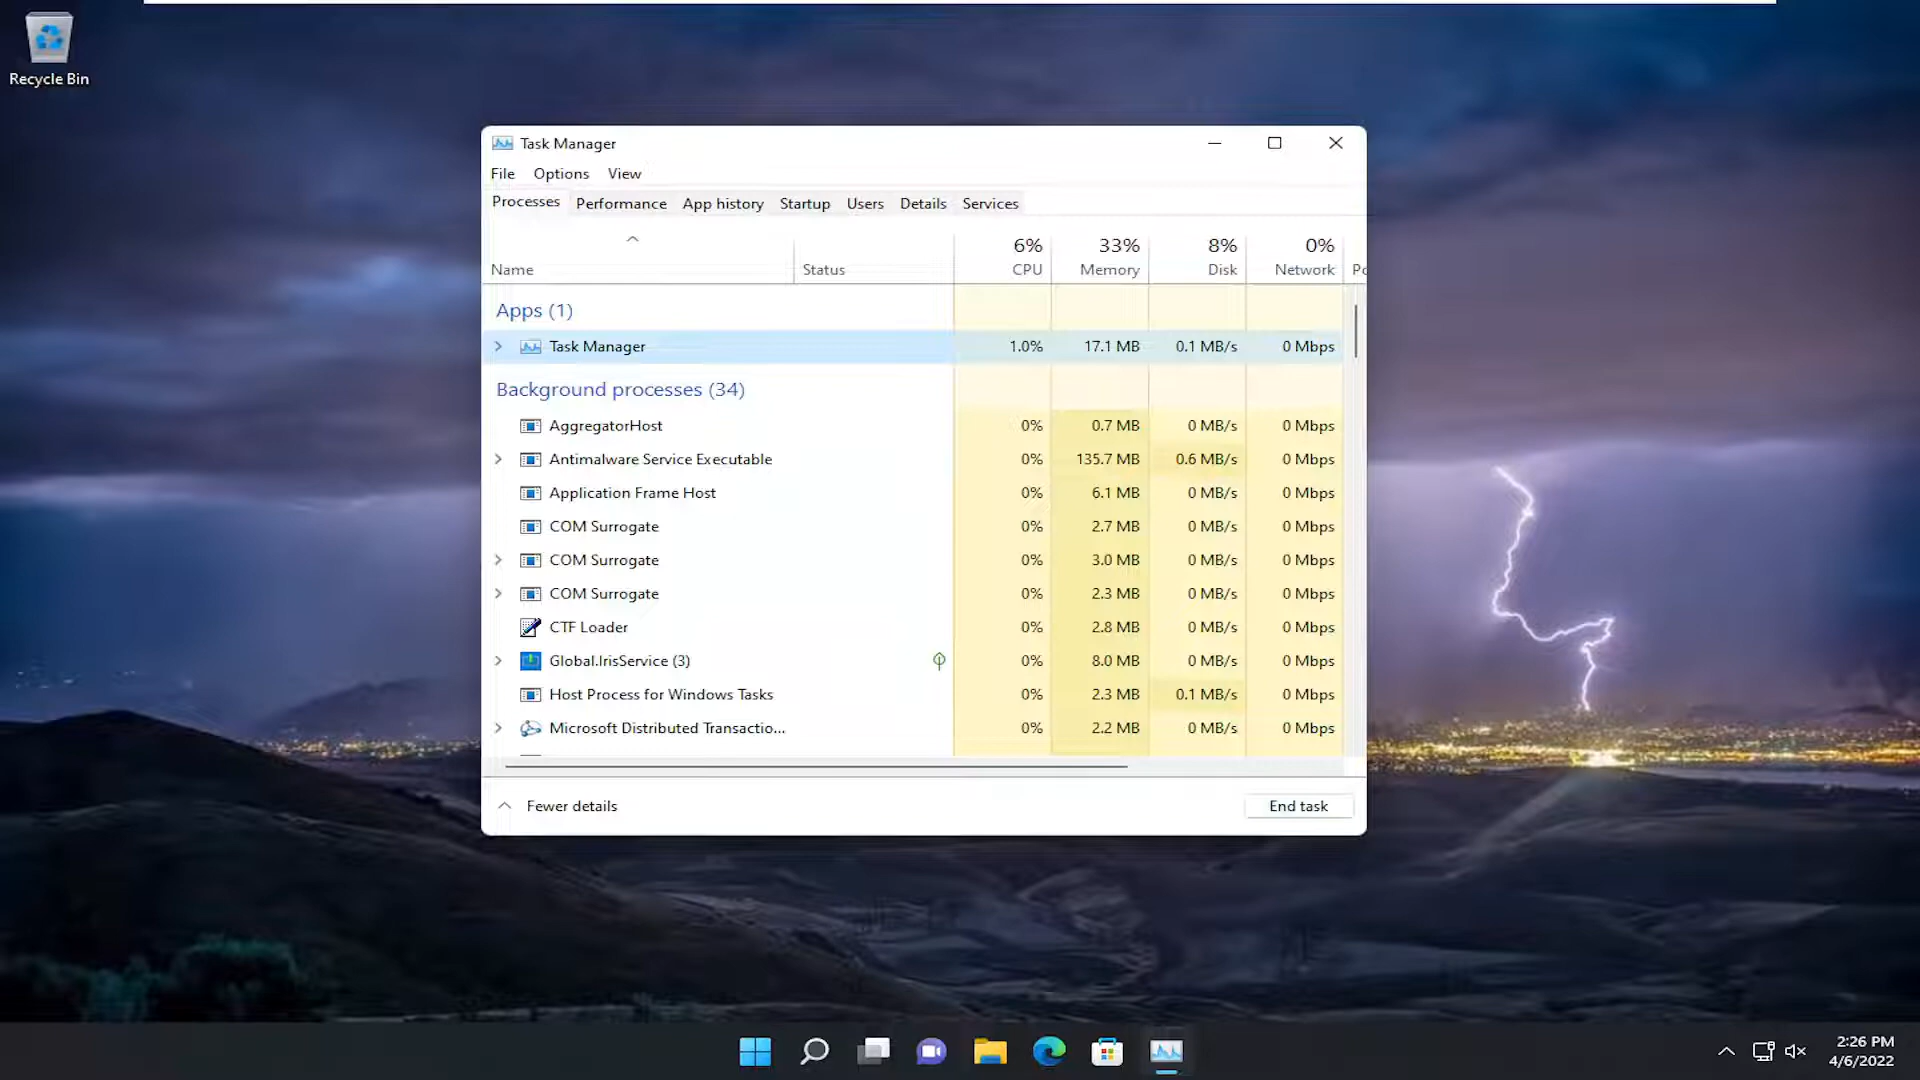 Recycle Bin
Task Manager
File Options View
Processes Performance App history Startup Users Details Services
6% 33% 8% 0%
Name Status CPU Memory Disk Network Po
Apps (1)
Task Manager 1.0% 17.1 MB 0.1 MB/s 0 Mbps
Background processes (34)
AggregatorHost 0% 0.7 MB 0 MB/s 0 Mbps
Antimalware Service Executable 0% 135.7 MB 0.6 MB/s 0 Mbps
Application Frame Host 0% 6.1 MB 0 MB/s 0 Mbps
COM Surrogate 0% 2.7 MB 0 MB/s 0 Mbps
COM Surrogate 0% 3.0 MB 0 MB/s 0 Mbps
COM Surrogate 0% 2.3 MB 0 MB/s 0 Mbps
CTF Loader 0% 2.8 MB 0 MB/s 0 Mbps
Global.IrisService (3) 0% 8.0 MB 0 MB/s 0 Mbps
Host Process for Windows Tasks 0% 2.3 MB 0.1 MB/s 0 Mbps
Microsoft Distributed Transactio... 0% 2.2 MB 0 MB/s 0 Mbps
Fewer details End task
2:26 PM
4/6/2022